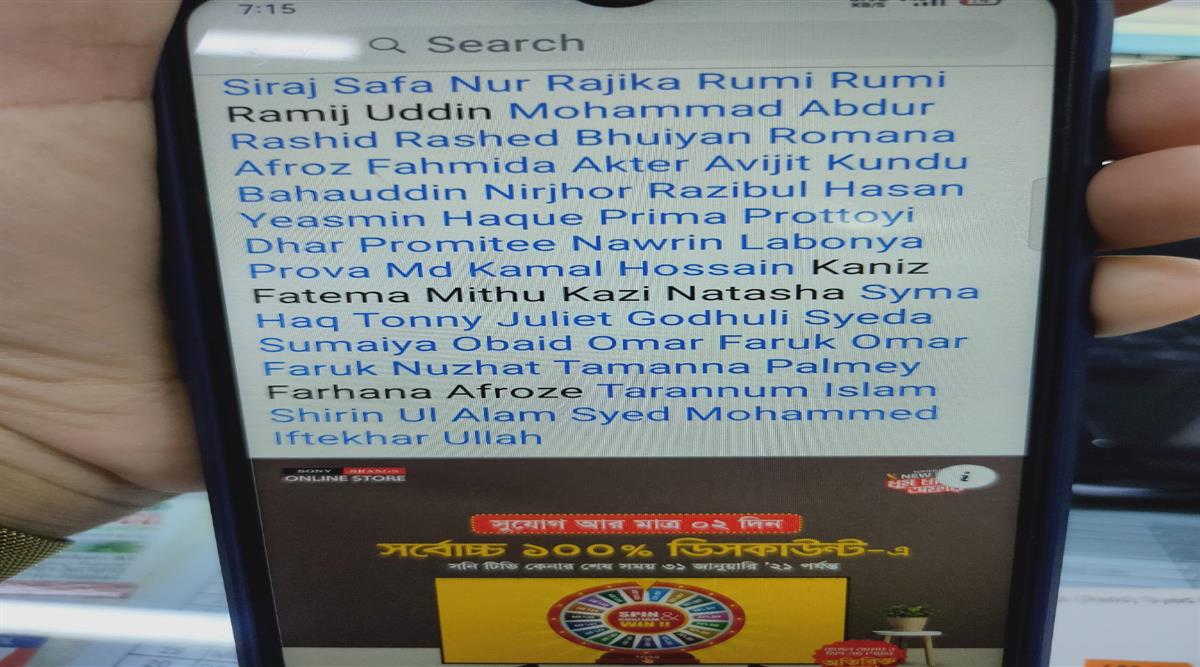 7:15
KB/S
Search
Siraj Safa Nur Rajika Rumi Rumi
Ramij Uddin Mohammad Abdur
Rashid Rashed Bhuiyan Romana
Afroz Fahmida Akter Avijit Kundu
Bahauddin Nirjhor Razibul Hasan
Yeasmin Haque Prima Prottoyi
Dhar Promitee Nawrin Labonya
Prova Md Kamal Hossain Kaniz
Fatema Mithu Kazi Natasha Syma
Haq Tonny Juliet Godhuli Syeda
Sumaiya Obaid Omar Faruk Omar
Faruk Nuzhat Tamanna Palmey
Farhana Afroze Tarannum Islam
Shirin Ul Alam Syed Mohammed
Iftekhar Ullah
SONY RANGS
ONLINE STORE
NEW
i
সুযোগ আর মাত্র ০২ দিন
সর্বোচ্চ ১০০% ডিসকাউন্ট-এ
সনি টিভি কেনার শেষ সময় ৩১ জানুয়ারি '২১ পর্যন্ত
SPIN &
WIN !!
অতিরিক্ত